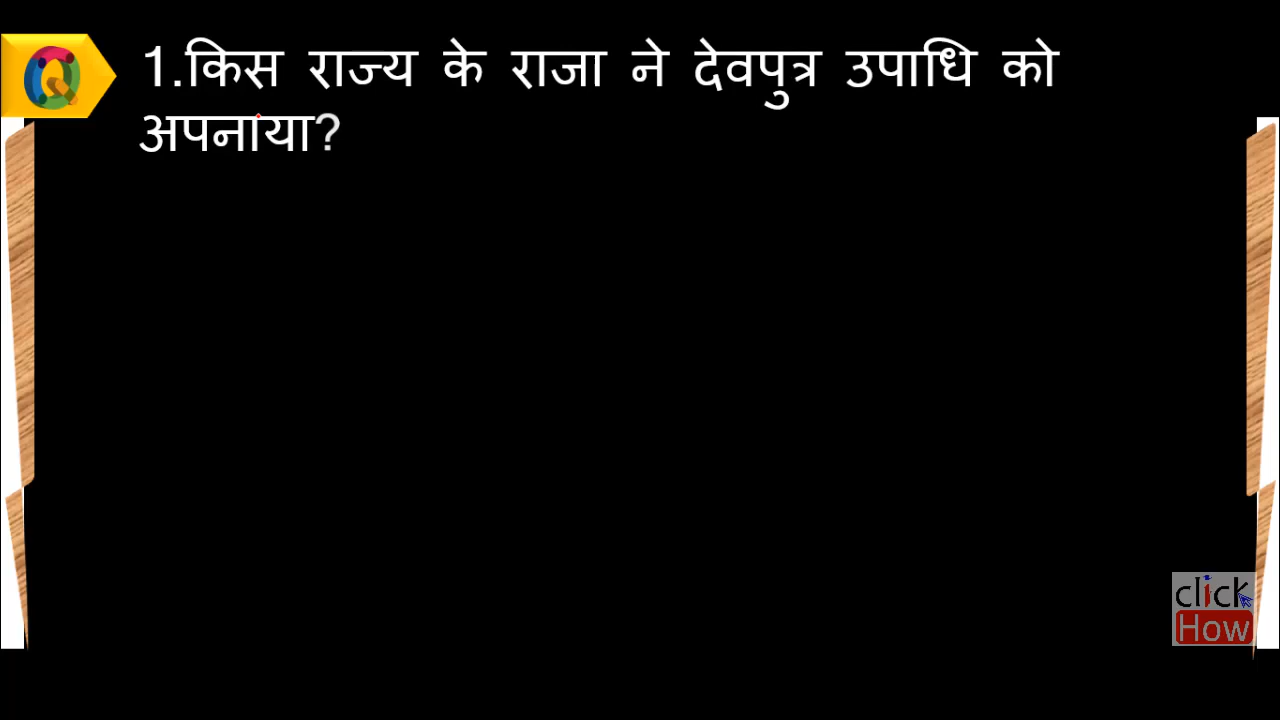 1.किस राज्य के राजा ने देवपुत्र उपाधि को
अपनाया?
click
How